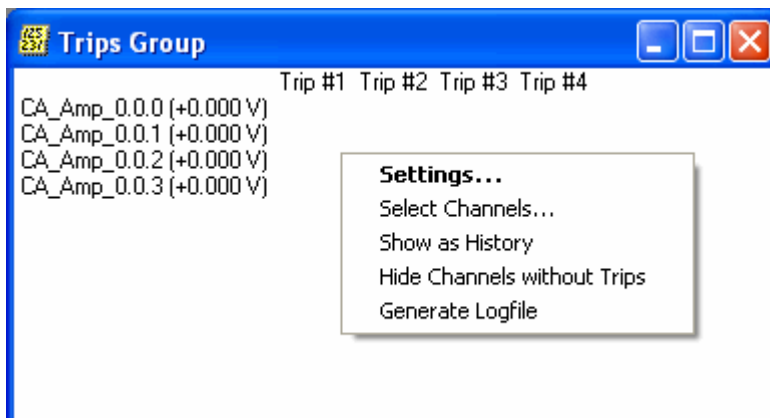 125
237
Trips Group
Trip #1 Trip #2 Trip #3 Trip #4
CA_Amp_0.0.0 (+0.000 V)
CA_Amp_0.0.1 (+0.000 V)
CA_Amp_0.0.2 (+0.000 V)
CA_Amp_0.0.3 (+0.000 V)
Settings...
Select Channels...
Show as History
Hide Channels without Trips
Generate Logfile